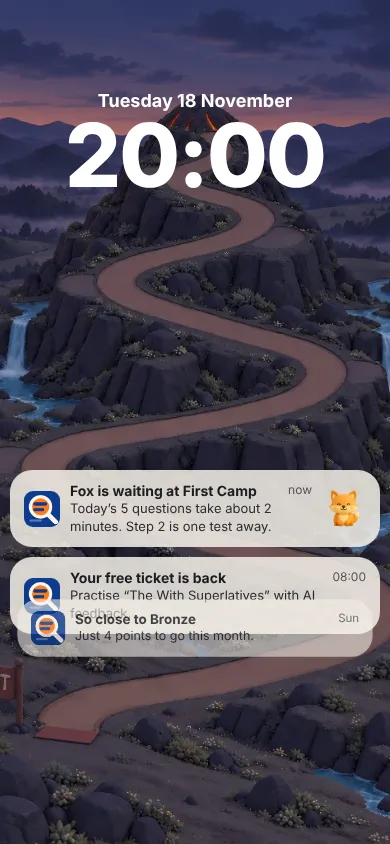 Tuesday 18 November
20:00
Fox is waiting at First Camp
now
Today's 5 questions take about 2
minutes. Step 2 is one test away.
Your free ticket is back
08:00
Practise “The With Superlatives” with AI
feedback.
So close to Bronze
Sun
Just 4 points to go this month.